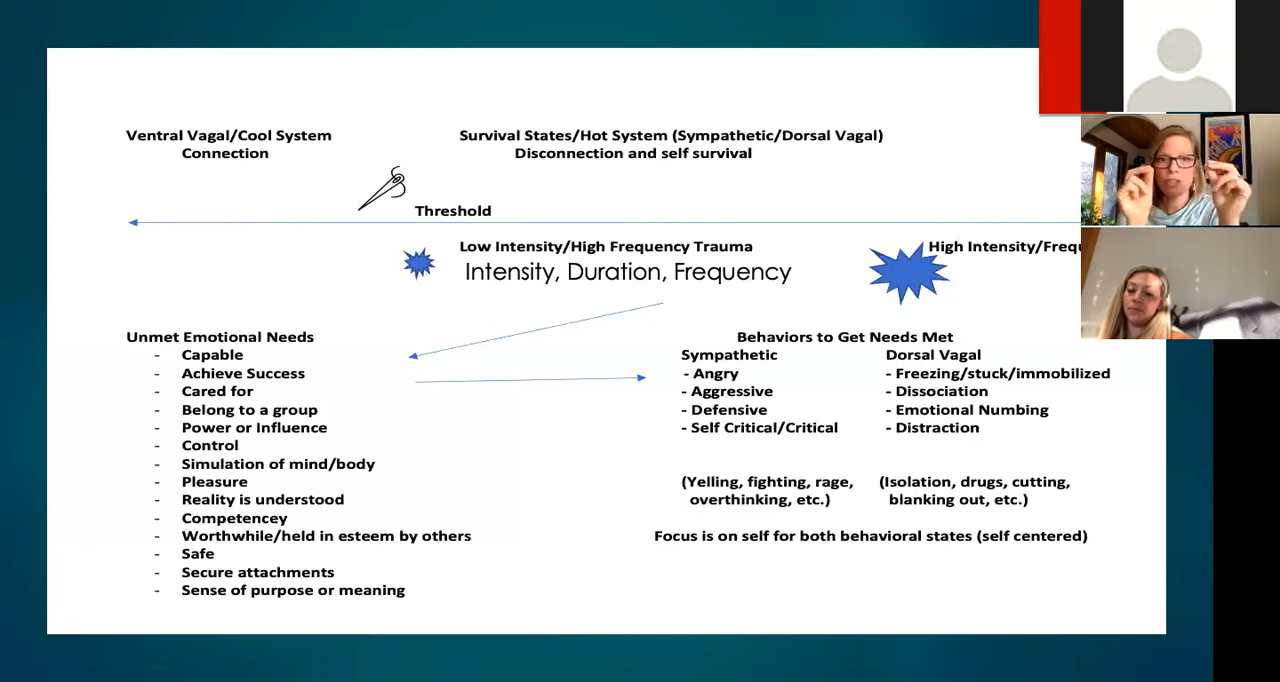 Ventral Vagal/Cool System
Connection
Survival States/Hot System (Sympathetic/Dorsal Vagal)
Disconnection and self survival
Threshold
Low Intensity/High Frequency Trauma
High Intensity/
Intensity, Duration, Frequency
Unmet Emotional Needs
- Capable
- Achieve Success
- Cared for
- Belong to a group
- Power or Influence
- Control
- Simulation of mind/body
- Pleasure
- Reality is understood
- Competencey
- Worthwhile/held in esteem by others
- Safe
- Secure attachments
- Sense of purpose or meaning
Behaviors to Get Needs Met
Sympathetic
- Angry
- Aggressive
- Defensive
- Self Critical/Critical
(Yelling, fighting, rage,
overthinking, etc.)
Dorsal Vagal
- Freezing/stuck/immobilized
- Dissociation
- Emotional Numbing
- Distraction
(Isolation, drugs, cutting,
blanking out, etc.)
Focus is on self for both behavioral states (self centered)